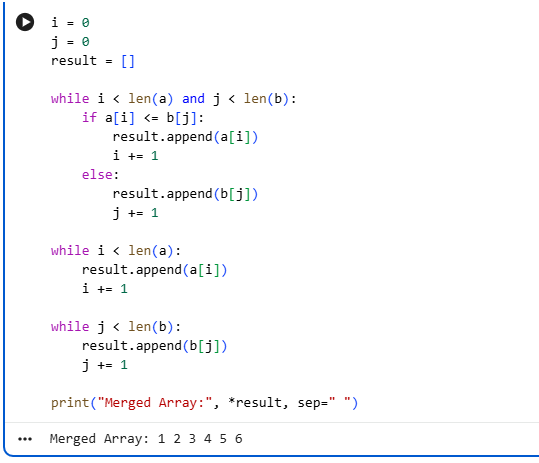 i = 0
j = 0
result = []

while i < len(a) and j < len(b):
    if a[i] <= b[j]:
        result.append(a[i])
        i += 1
    else:
        result.append(b[j])
        j += 1

while i < len(a):
    result.append(a[i])
    i += 1

while j < len(b):
    result.append(b[j])
    j += 1

print("Merged Array:", *result, sep=" ")
Merged Array: 1 2 3 4 5 6